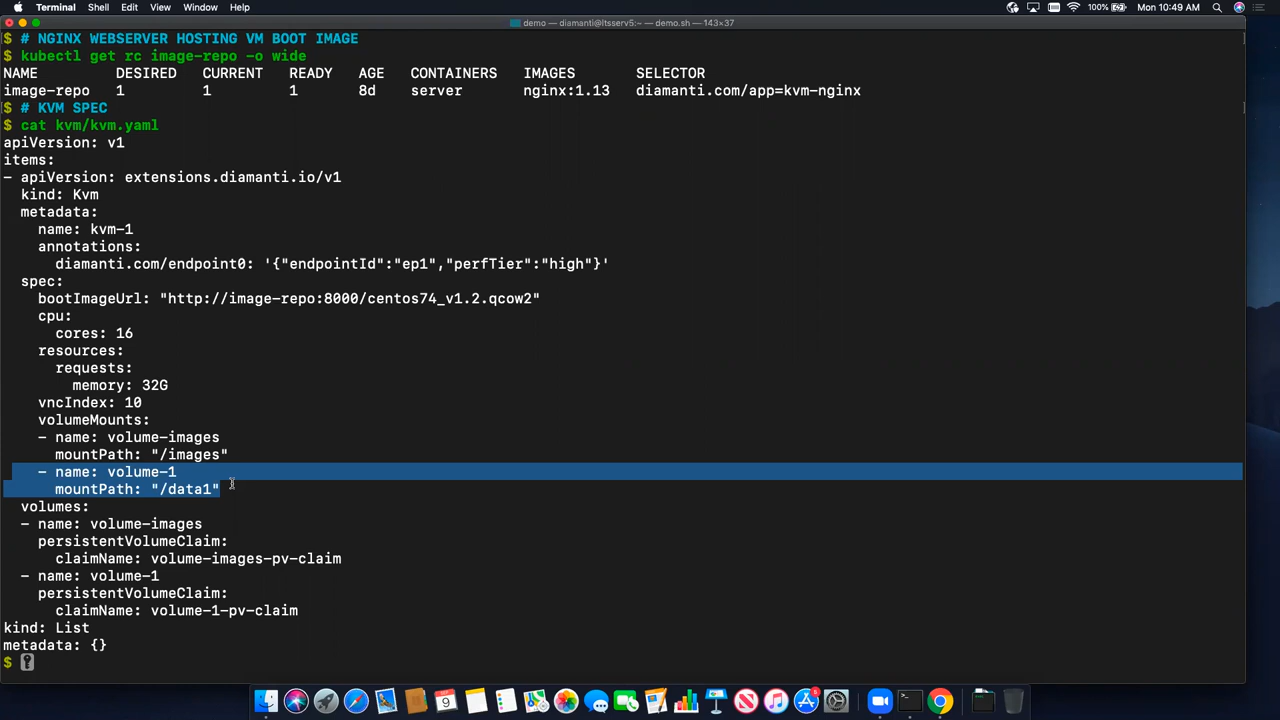 Terminal Shell Edit View Window Help 100% Mon 10:49 AM
demo — diamanti@ltsserv5:~ — demo.sh — 143×37
$ # NGINX WEBSERVER HOSTING VM BOOT IMAGE
$ kubectl get rc image-repo -o wide
NAME DESIRED CURRENT READY AGE CONTAINERS IMAGES SELECTOR
image-repo 1 1 1 8d server nginx:1.13 diamanti.com/app=kvm-nginx
$ # KVM SPEC
$ cat kvm/kvm.yaml
apiVersion: v1
items:
- apiVersion: extensions.diamanti.io/v1
kind: Kvm
metadata:
name: kvm-1
annotations:
diamanti.com/endpoint0: '{"endpointId":"ep1","perfTier":"high"}'
spec:
bootImageUrl: "http://image-repo:8000/centos74_v1.2.qcow2"
cpu:
cores: 16
resources:
requests:
memory: 32G
vncIndex: 10
volumeMounts:
- name: volume-images
mountPath: "/images"
- name: volume-1
mountPath: "/data1"
volumes:
- name: volume-images
persistentVolumeClaim:
claimName: volume-images-pv-claim
- name: volume-1
persistentVolumeClaim:
claimName: volume-1-pv-claim
kind: List
metadata: {}
$